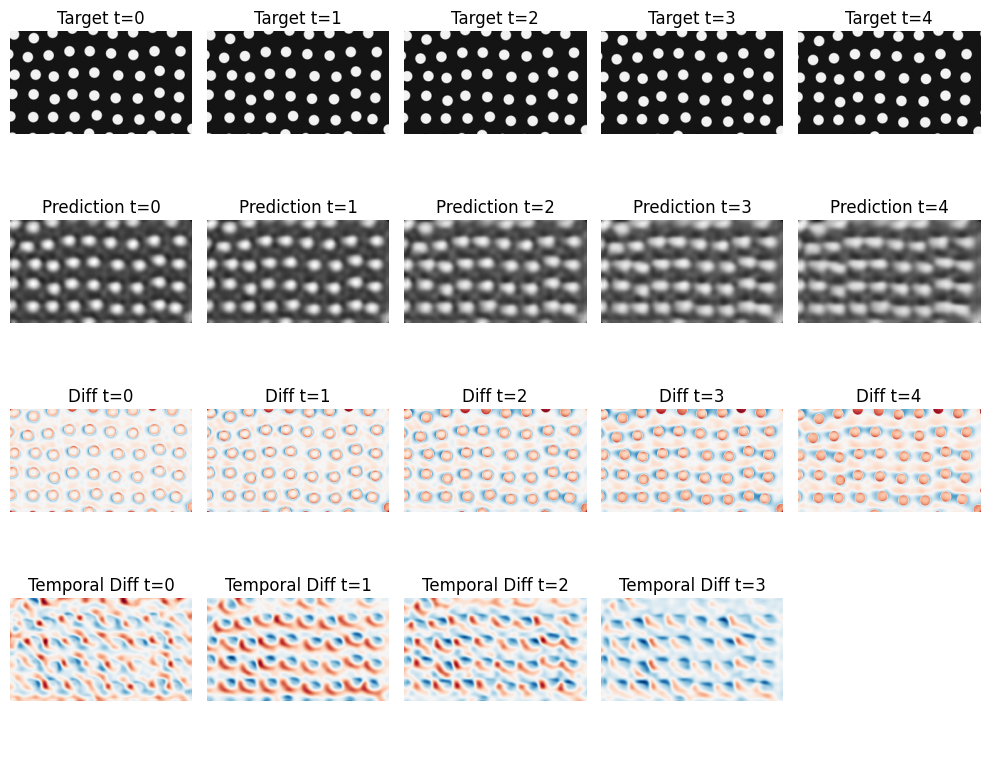 Target t=0 Target t=1 Target t=2 Target t=3 Target t=4
Prediction t=0 Prediction t=1 Prediction t=2 Prediction t=3 Prediction t=4
Diff t=0 Diff t=1 Diff t=2 Diff t=3 Diff t=4
Temporal Diff t=0 Temporal Diff t=1 Temporal Diff t=2 Temporal Diff t=3